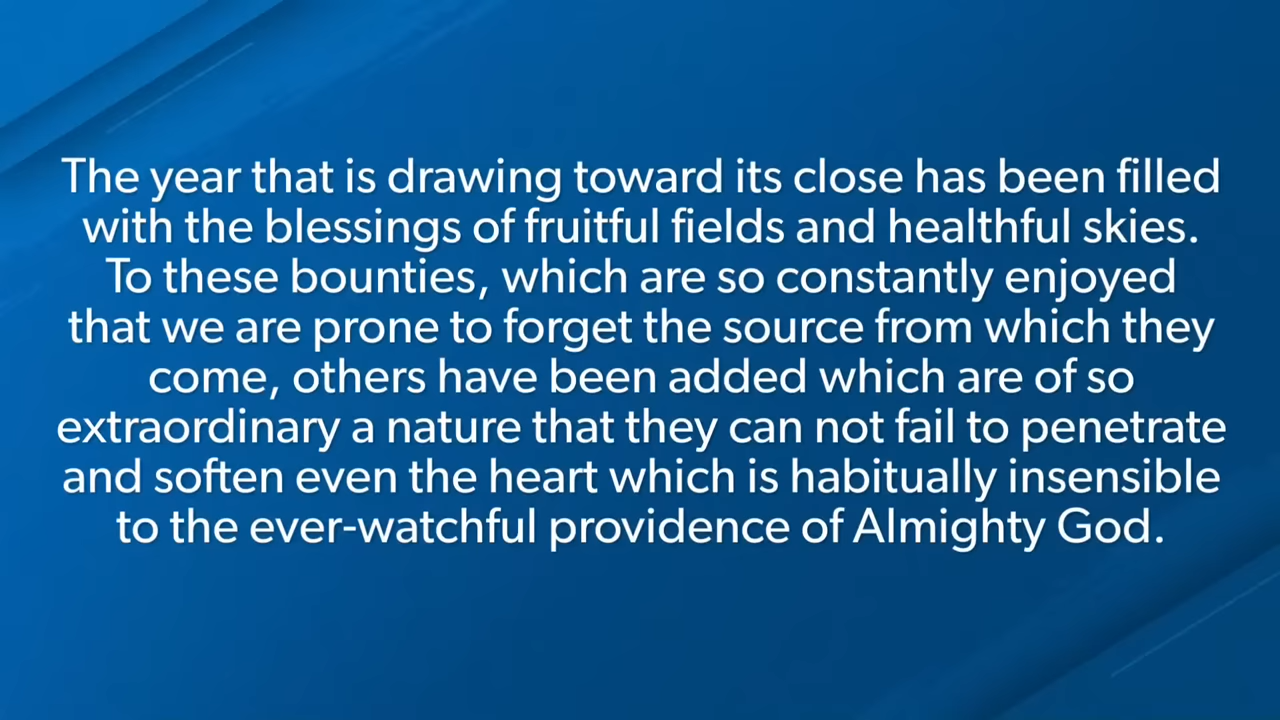 The year that is drawing toward its close has been filled
with the blessings of fruitful fields and healthful skies.
To these bounties, which are so constantly enjoyed
that we are prone to forget the source from which they
come, others have been added which are of so
extraordinary a nature that they can not fail to penetrate
and soften even the heart which is habitually insensible
to the ever-watchful providence of Almighty God.